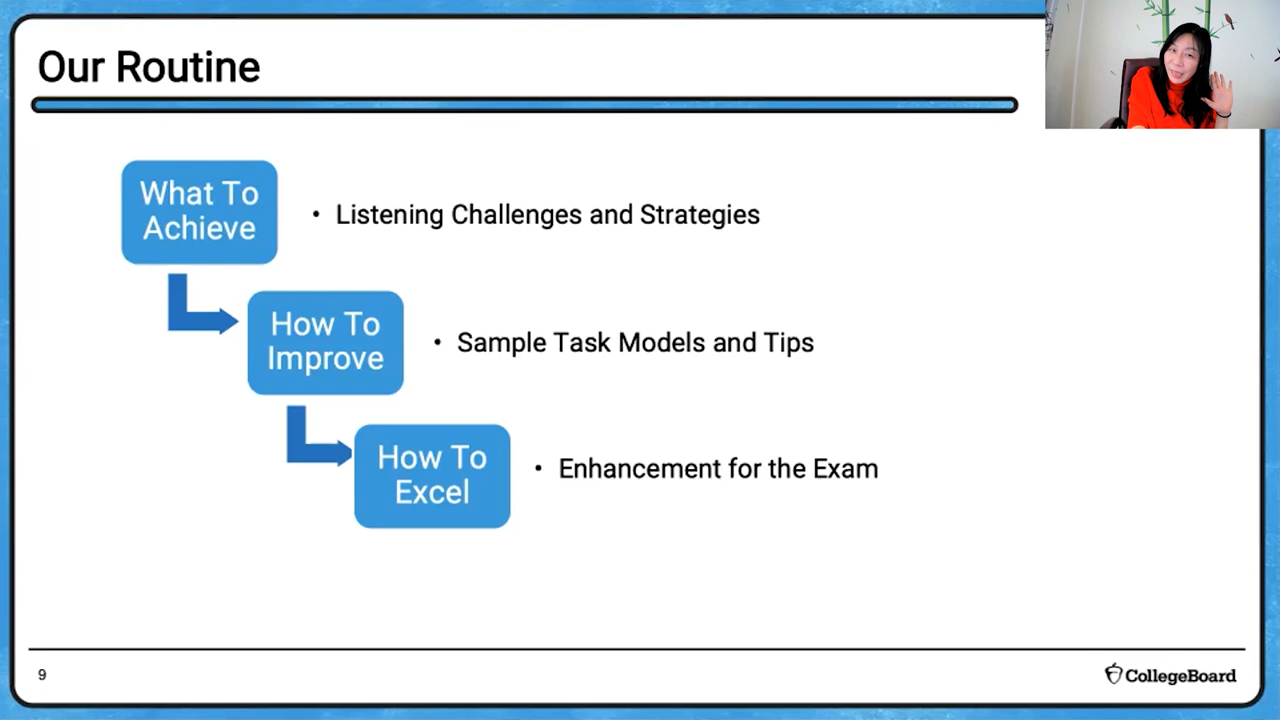 Our Routine
What To
Achieve
• Listening Challenges and Strategies
How To
Improve
• Sample Task Models and Tips
How To
Excel
• Enhancement for the Exam
9
CollegeBoard